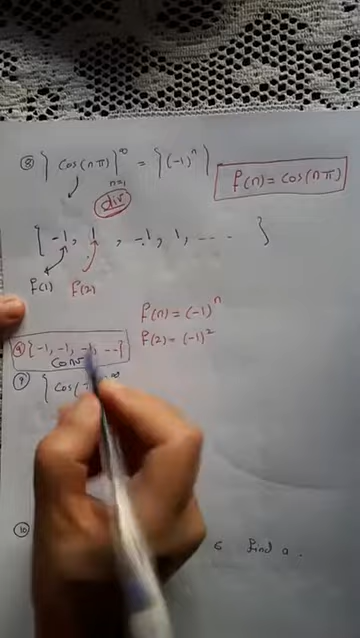 ⑧ { cos(nπ) }^∞ n=1 = { (-1)^n }
f(n) = cos(nπ)
div
{ -1, 1, -1, 1, .... }
f(1) f(2)
f(n) = (-1)^n
f(2) = (-1)^2
{ -1, -1, -1, ... }
conv
⑨ { cos(
∞
⑩
find a.